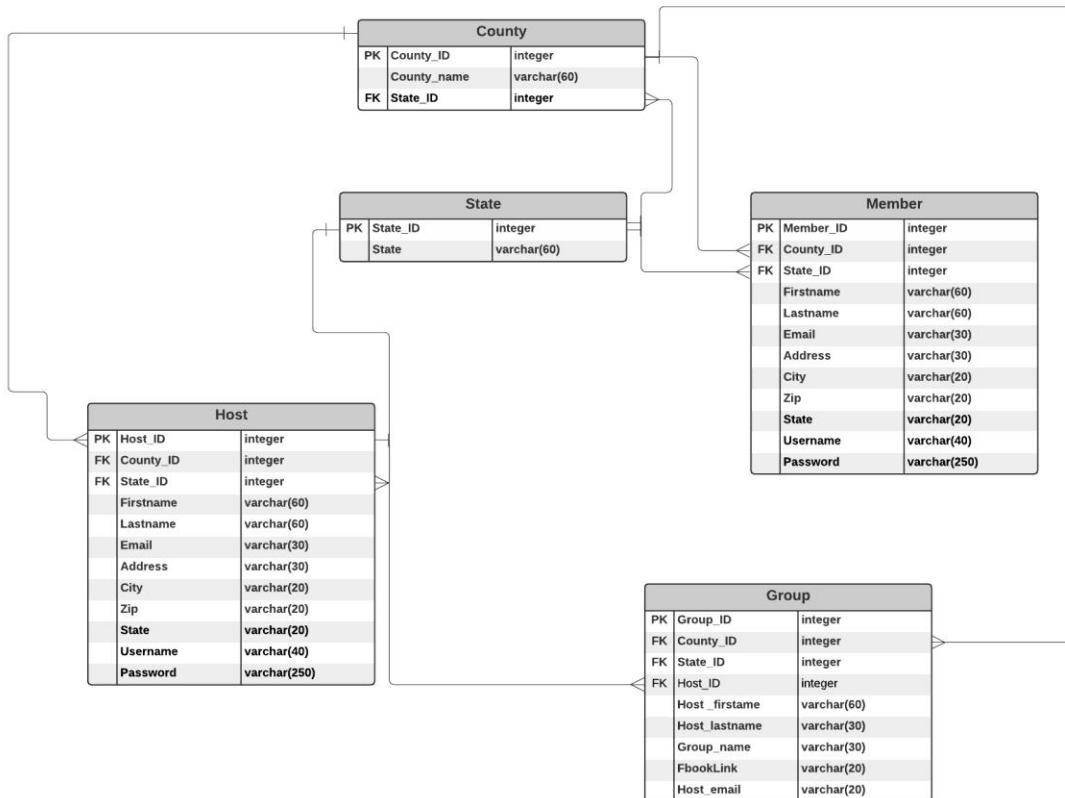 County
PK County_ID integer
County_name varchar(60)
FK State_ID integer
State
PK State_ID integer
State varchar(60)
Member
PK Member_ID integer
FK County_ID integer
FK State_ID integer
Firstname varchar(60)
Lastname varchar(60)
Email varchar(30)
Address varchar(30)
City varchar(20)
Zip varchar(20)
State varchar(20)
Username varchar(40)
Password varchar(250)
Host
PK Host_ID integer
FK County_ID integer
FK State_ID integer
Firstname varchar(60)
Lastname varchar(60)
Email varchar(30)
Address varchar(30)
City varchar(20)
Zip varchar(20)
State varchar(20)
Username varchar(40)
Password varchar(250)
Group
PK Group_ID integer
FK County_ID integer
FK State_ID integer
FK Host_ID integer
Host _firstame varchar(60)
Host_lastname varchar(30)
Group_name varchar(30)
FbookLink varchar(20)
Host_email varchar(20)